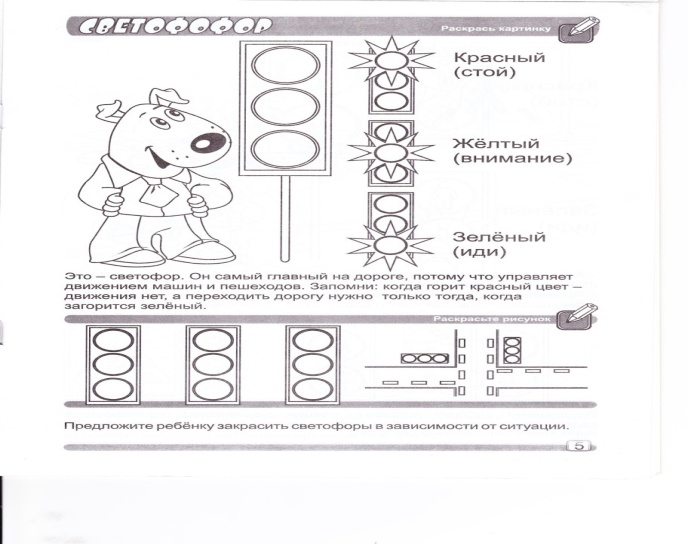 СВЕТОФОФОР
Раскрась картинку
Красный
(стой)
Жёлтый
(внимание)
Зелёный
(иди)
Это – светофор. Он самый главный на дороге, потому что управляет
движением машин и пешеходов. Запомни: когда горит красный цвет –
движения нет, а переходить дорогу нужно только тогда, когда
загорится зелёный.
Раскрасьте рисунок
Предложите ребёнку закрасить светофоры в зависимости от ситуации.
5